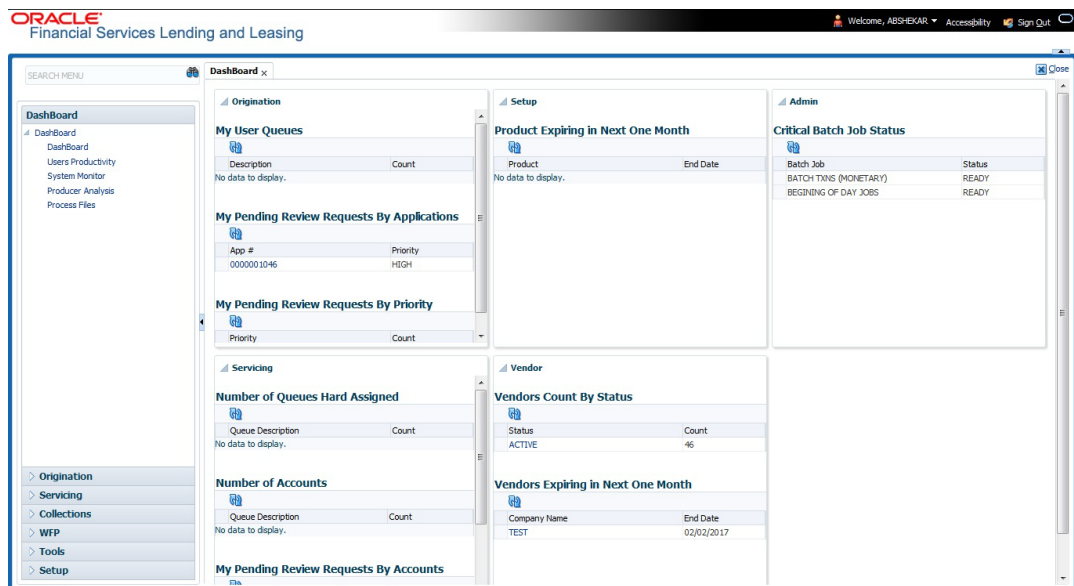 ORACLE
Financial Services Lending and Leasing
Welcome, ABSHEKAR Accessibility Sign Out
SEARCH MENU
DashBoard
DashBoard
DashBoard
Users Productivity
System Monitor
Producer Analysis
Process Files
Origination
Servicing
Collections
WFP
Tools
Setup
DashBoard x
Close
Origination
My User Queues
Description Count
No data to display.
My Pending Review Requests By Applications
App # Priority
0000001046 HIGH
My Pending Review Requests By Priority
Priority Count
Setup
Product Expiring in Next One Month
Product End Date
No data to display.
Admin
Critical Batch Job Status
Batch Job Status
BATCH TXNS (MONETARY) READY
BEGINING OF DAY JOBS READY
Servicing
Number of Queues Hard Assigned
Queue Description Count
No data to display.
Number of Accounts
Queue Description Count
No data to display.
My Pending Review Requests By Accounts
Vendor
Vendors Count By Status
Status Count
ACTIVE 46
Vendors Expiring in Next One Month
Company Name End Date
TEST 02/02/2017